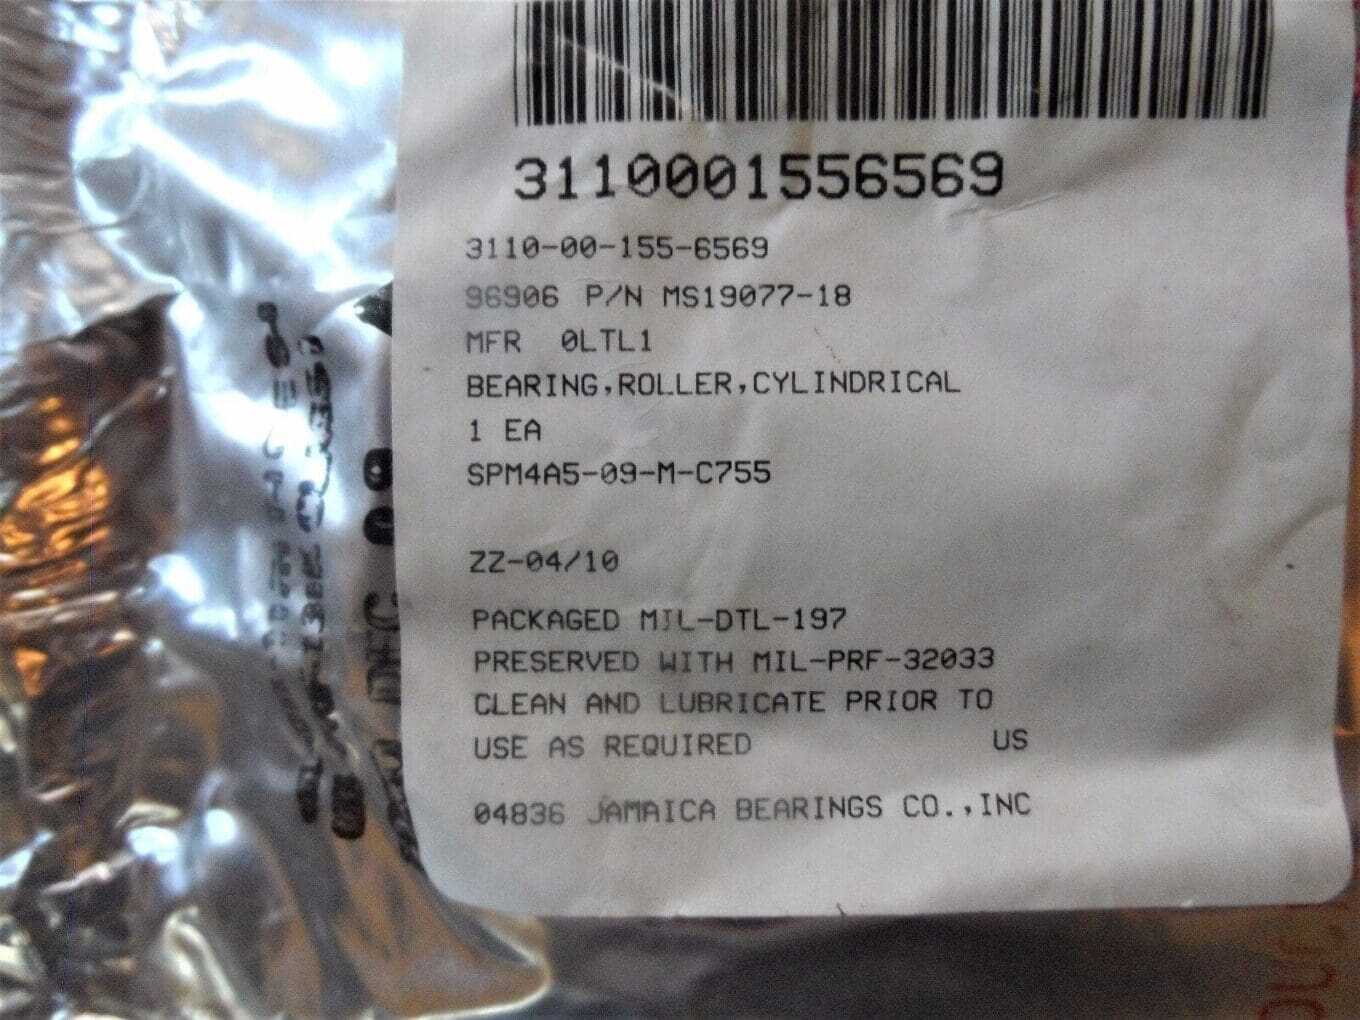 3110001556569
3110-00-155-6569
96906 P/N MS19077-18
MFR 0LTL1
BEARING,ROLLER,CYLINDRICAL
1 EA
SPM4A5-09-M-C755
ZZ-04/10
PACKAGED MIL-DTL-197
PRESERVED WITH MIL-PRF-32033
CLEAN AND LUBRICATE PRIOR TO
USE AS REQUIRED US
04836 JAMAICA BEARINGS CO.,INC